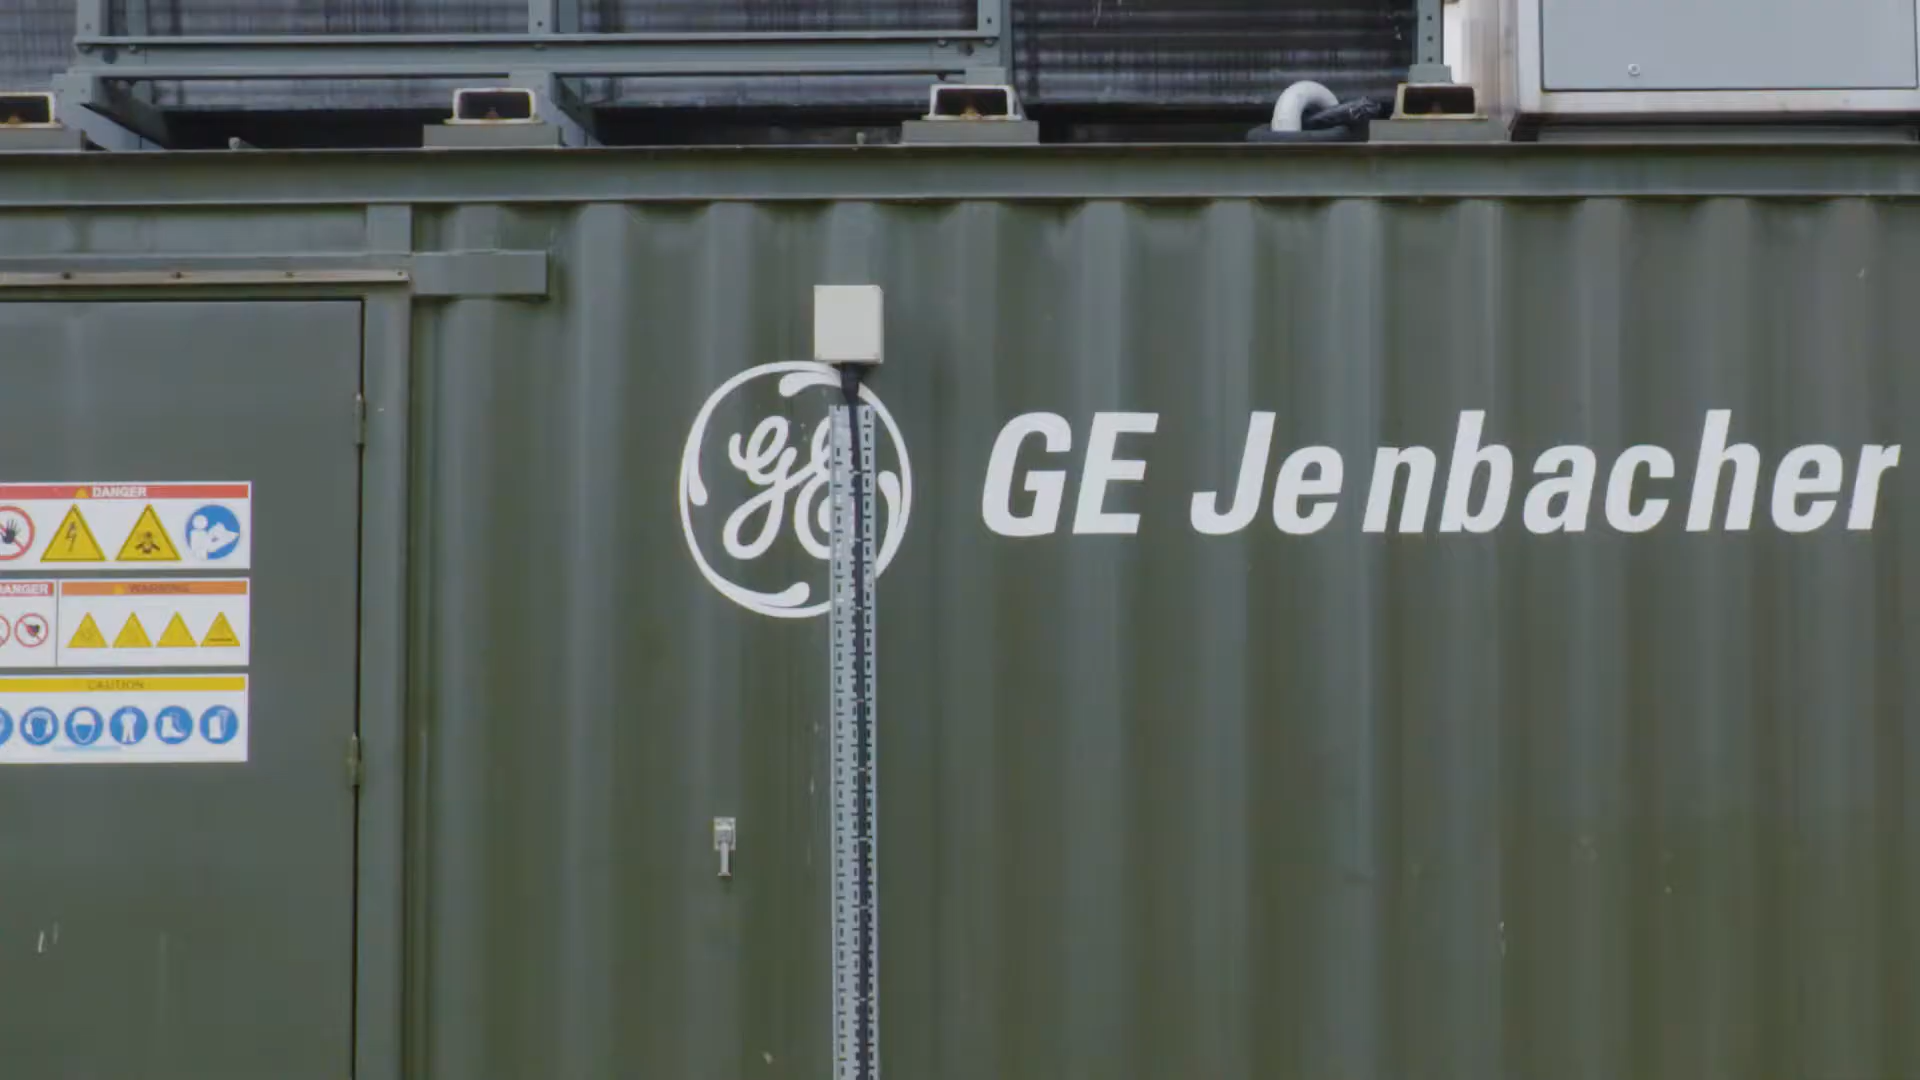 GE
GE Jenbacher
DANGER
DANGER
WARNING
CAUTION